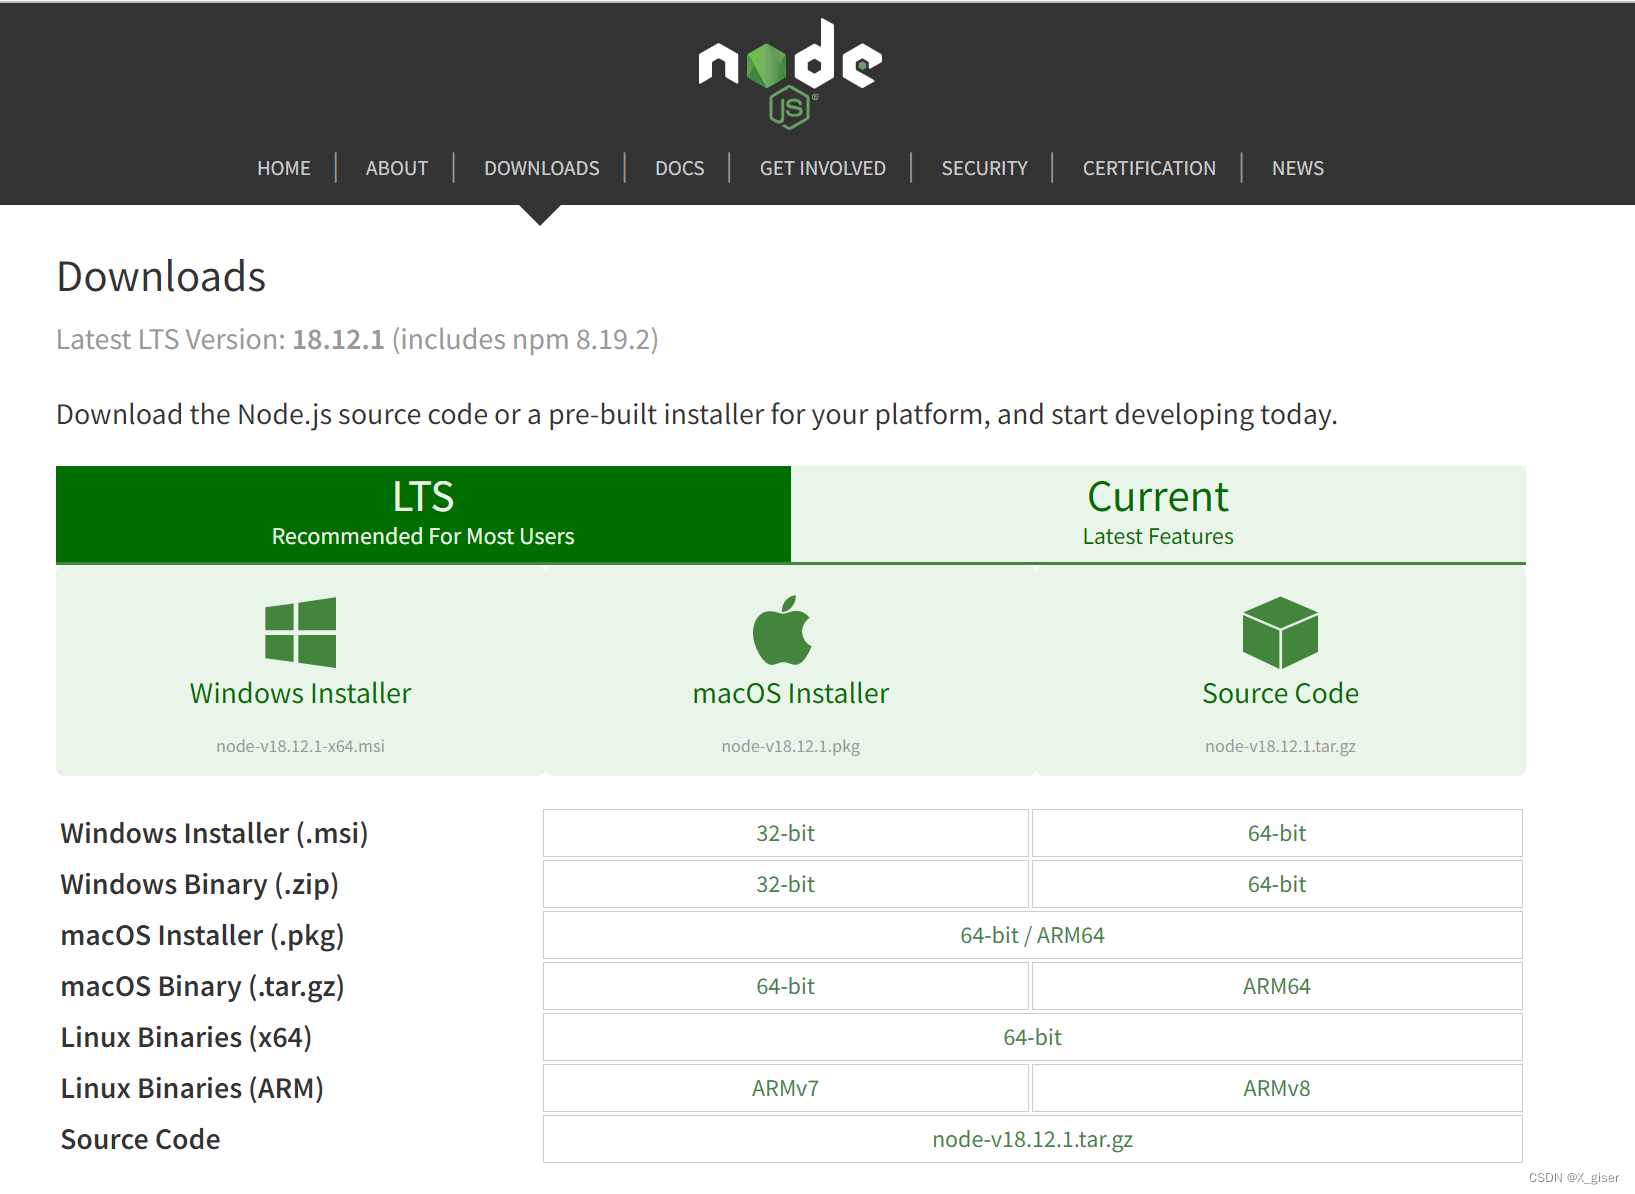 node
JS®
HOME ABOUT DOWNLOADS DOCS GET INVOLVED SECURITY CERTIFICATION NEWS
Downloads
Latest LTS Version: 18.12.1 (includes npm 8.19.2)
Download the Node.js source code or a pre-built installer for your platform, and start developing today.
LTS Current
Recommended For Most Users Latest Features
Windows Installer macOS Installer Source Code
node-v18.12.1-x64.msi node-v18.12.1.pkg node-v18.12.1.tar.gz
Windows Installer (.msi) 32-bit 64-bit
Windows Binary (.zip) 32-bit 64-bit
macOS Installer (.pkg) 64-bit / ARM64
macOS Binary (.tar.gz) 64-bit ARM64
Linux Binaries (x64) 64-bit
Linux Binaries (ARM) ARMv7 ARMv8
Source Code node-v18.12.1.tar.gz
CSDN @X_giser